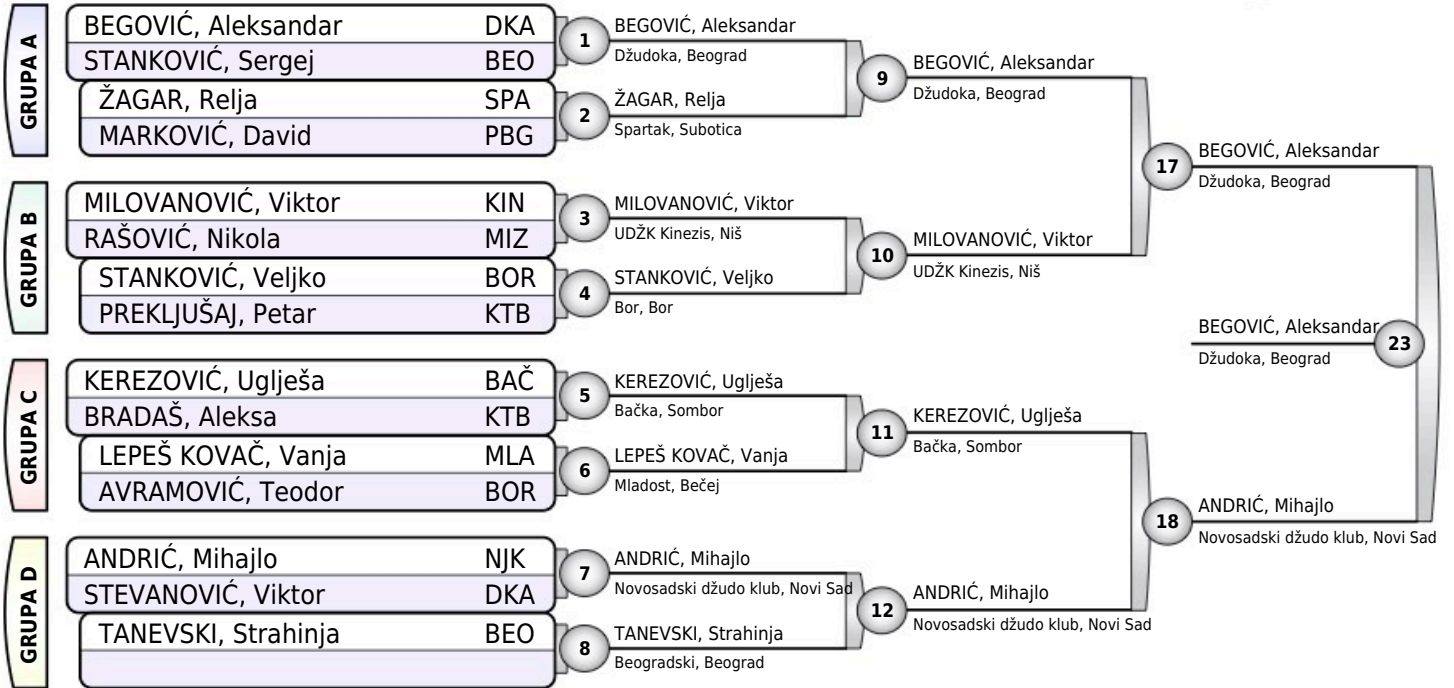 GRUPA A
BEGOVIĆ, Aleksandar DKA
STANKOVIĆ, Sergej BEO
ŽAGAR, Relja SPA
MARKOVIĆ, David PBG
GRUPA B
MILOVANOVIĆ, Viktor KIN
RAŠOVIĆ, Nikola MIZ
STANKOVIĆ, Veljko BOR
PREKLJUŠAJ, Petar KTB
GRUPA C
KEREZOVIĆ, Uglješa BAČ
BRADAŠ, Aleksa KTB
LEPEŠ KOVAČ, Vanja MLA
AVRAMOVIĆ, Teodor BOR
GRUPA D
ANDRIĆ, Mihajlo NJK
STEVANOVIĆ, Viktor DKA
TANEVSKI, Strahinja BEO
1
BEGOVIĆ, Aleksandar
Džudoka, Beograd
2
ŽAGAR, Relja
Spartak, Subotica
3
MILOVANOVIĆ, Viktor
UDŽK Kinezis, Niš
4
STANKOVIĆ, Veljko
Bor, Bor
5
KEREZOVIĆ, Uglješa
Bačka, Sombor
6
LEPEŠ KOVAČ, Vanja
Mladost, Bečej
7
ANDRIĆ, Mihajlo
Novosadski džudo klub, Novi Sad
8
TANEVSKI, Strahinja
Beogradski, Beograd
9
BEGOVIĆ, Aleksandar
Džudoka, Beograd
10
MILOVANOVIĆ, Viktor
UDŽK Kinezis, Niš
11
KEREZOVIĆ, Uglješa
Bačka, Sombor
12
ANDRIĆ, Mihajlo
Novosadski džudo klub, Novi Sad
17
BEGOVIĆ, Aleksandar
Džudoka, Beograd
18
ANDRIĆ, Mihajlo
Novosadski džudo klub, Novi Sad
BEGOVIĆ, Aleksandar
23
Džudoka, Beograd